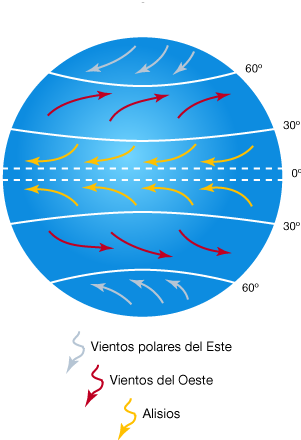 60º
30º
0º
30º
60º
Vientos polares del Este
Vientos del Oeste
Alisios